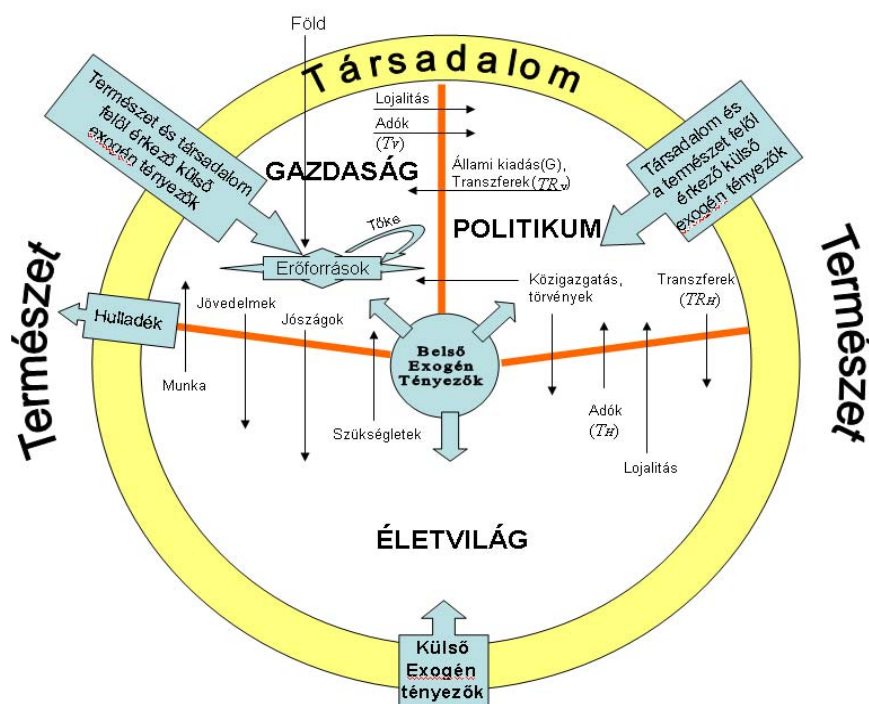 Föld
Társadalom
Természet és társadalom
felől érkező külső
exogén tényezők
Társadalom és
a természet felől
érkező külső
exogén tényezők
Lojalitás
Adók
(Tv)
GAZDASÁG
Állami kiadás(G),
Transzferek(TRv)
POLITIKUM
Tőke
Erőforrások
Természet
Természet
Hulladék
Jövedelmek
Jószágok
Közigazgatás,
törvények
Transzferek
(TRH)
Belső
Exogén
Tényezők
Munka
Szükségletek
Adók
(TH)
Lojalitás
ÉLETVILÁG
Külső
Exogén
tényezők